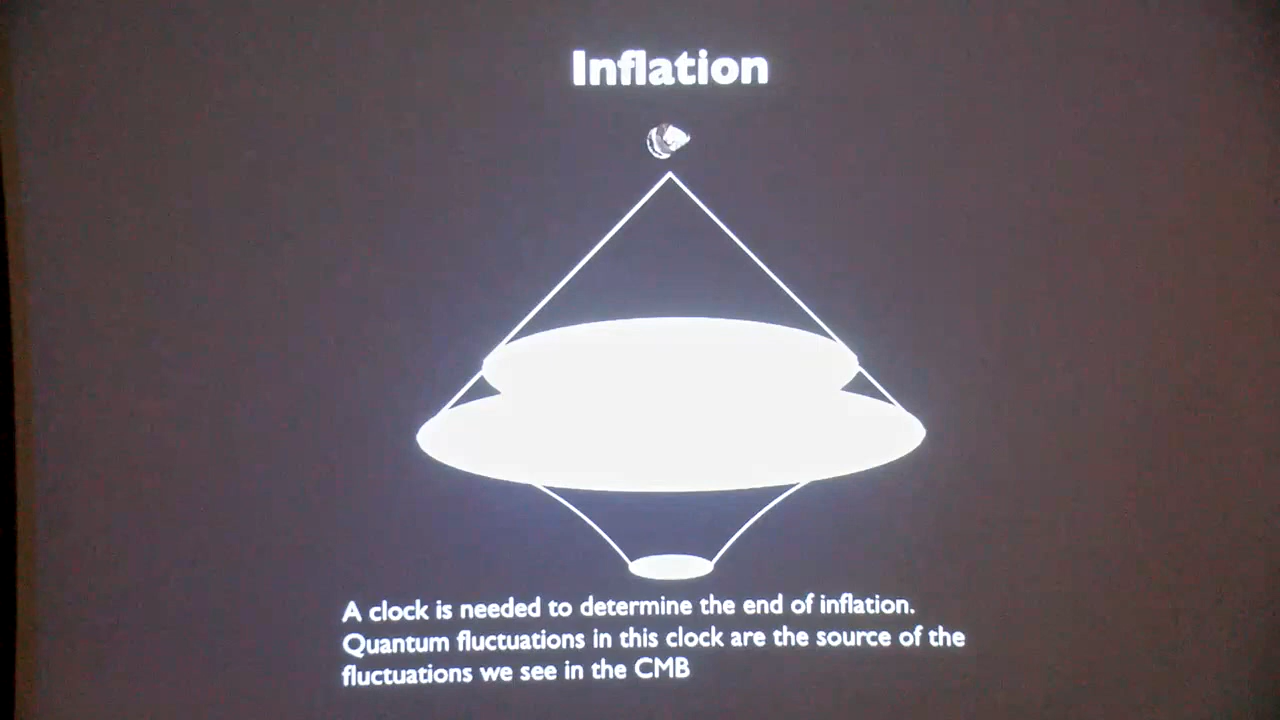 Inflation
A clock is needed to determine the end of inflation.
Quantum fluctuations in this clock are the source of the
fluctuations we see in the CMB